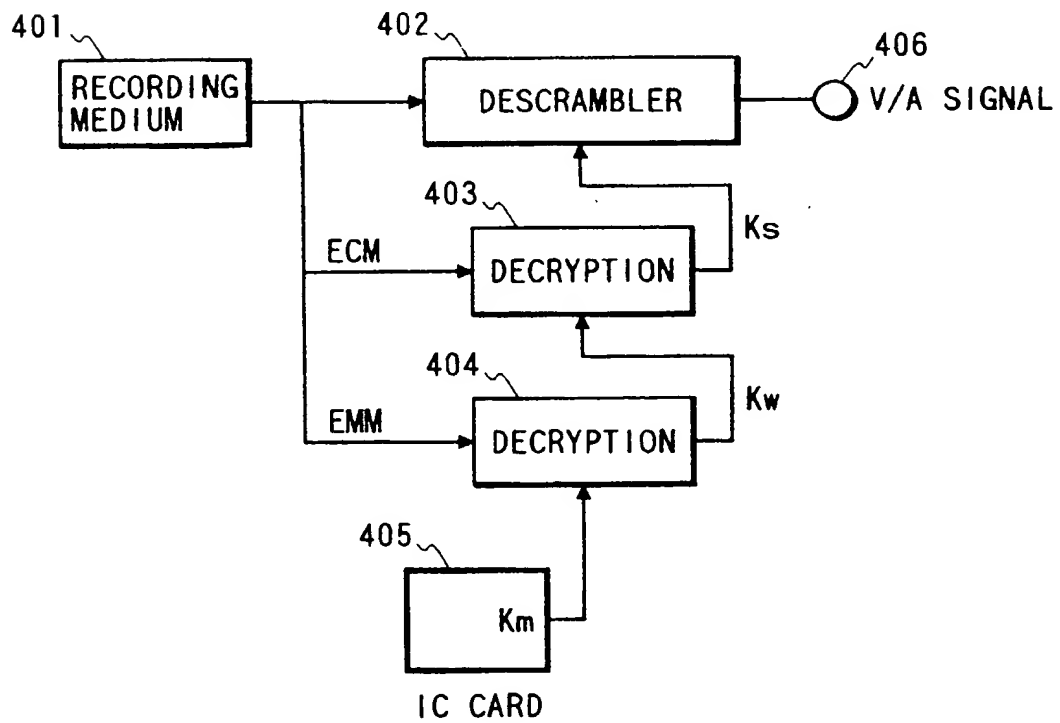 401
RECORDING
MEDIUM
402
DESCRAMBLER
406
V/A SIGNAL
403
ECM
DECRYPTION
Ks
404
EMM
DECRYPTION
Kw
405
Km
IC CARD